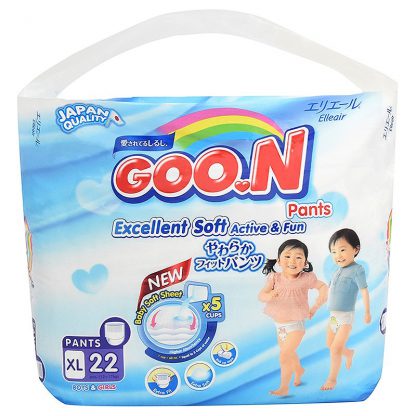 JAPAN
QUALITY
エリエール
Elleair
愛されてるしるし。
GOO.N
Pants
Excellent Soft Active & Fun
やわらか
フィットパンツ
NEW
Baby Soft Sheet
x5
CUPS
PANTS
XL 22
BOYS & GIRLS